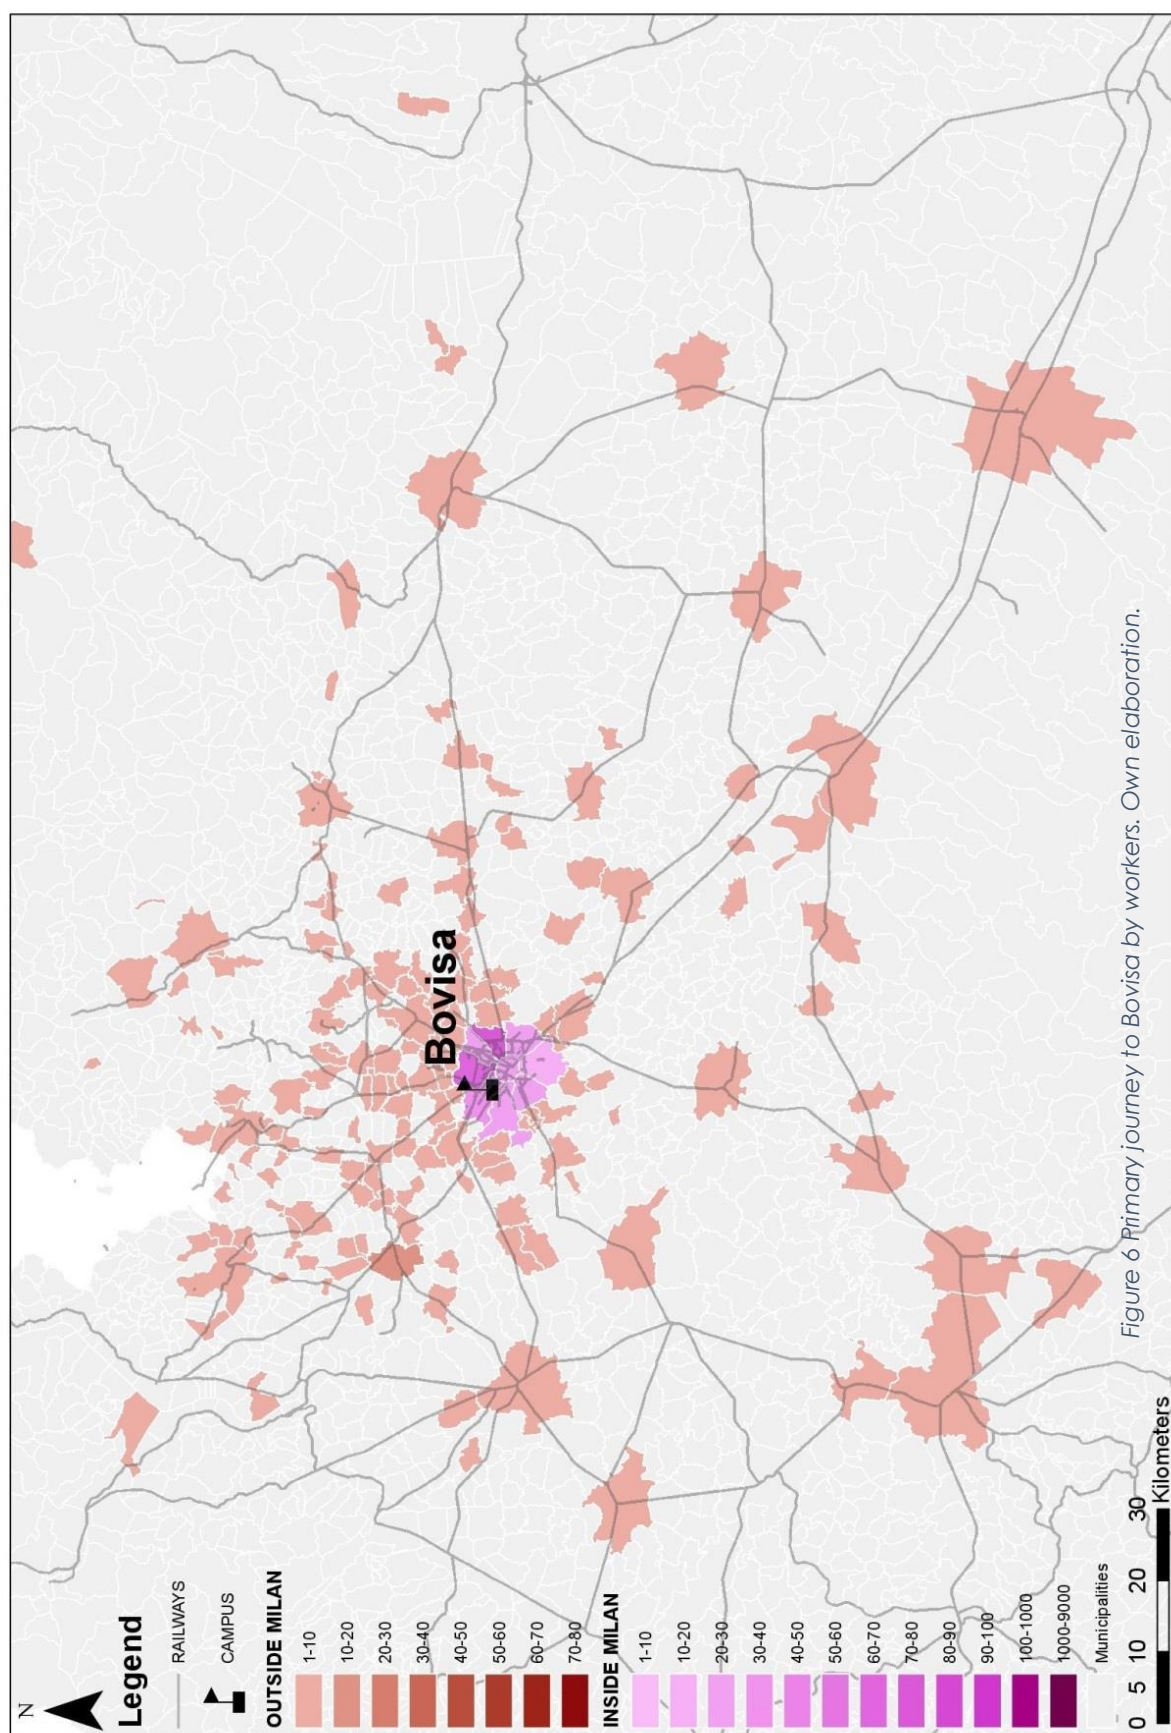 Bovisa
N
Legend
RAILWAYS
CAMPUS
OUTSIDE MILAN
1-10
10-20
20-30
30-40
40-50
50-60
60-70
70-80
INSIDE MILAN
1-10
10-20
20-30
30-40
40-50
50-60
60-70
70-80
80-90
90-100
100-1000
1000-9000
Municipalities
0 5 10 20 30
Kilometers
Figure 6 Primary journey to Bovisa by workers. Own elaboration.